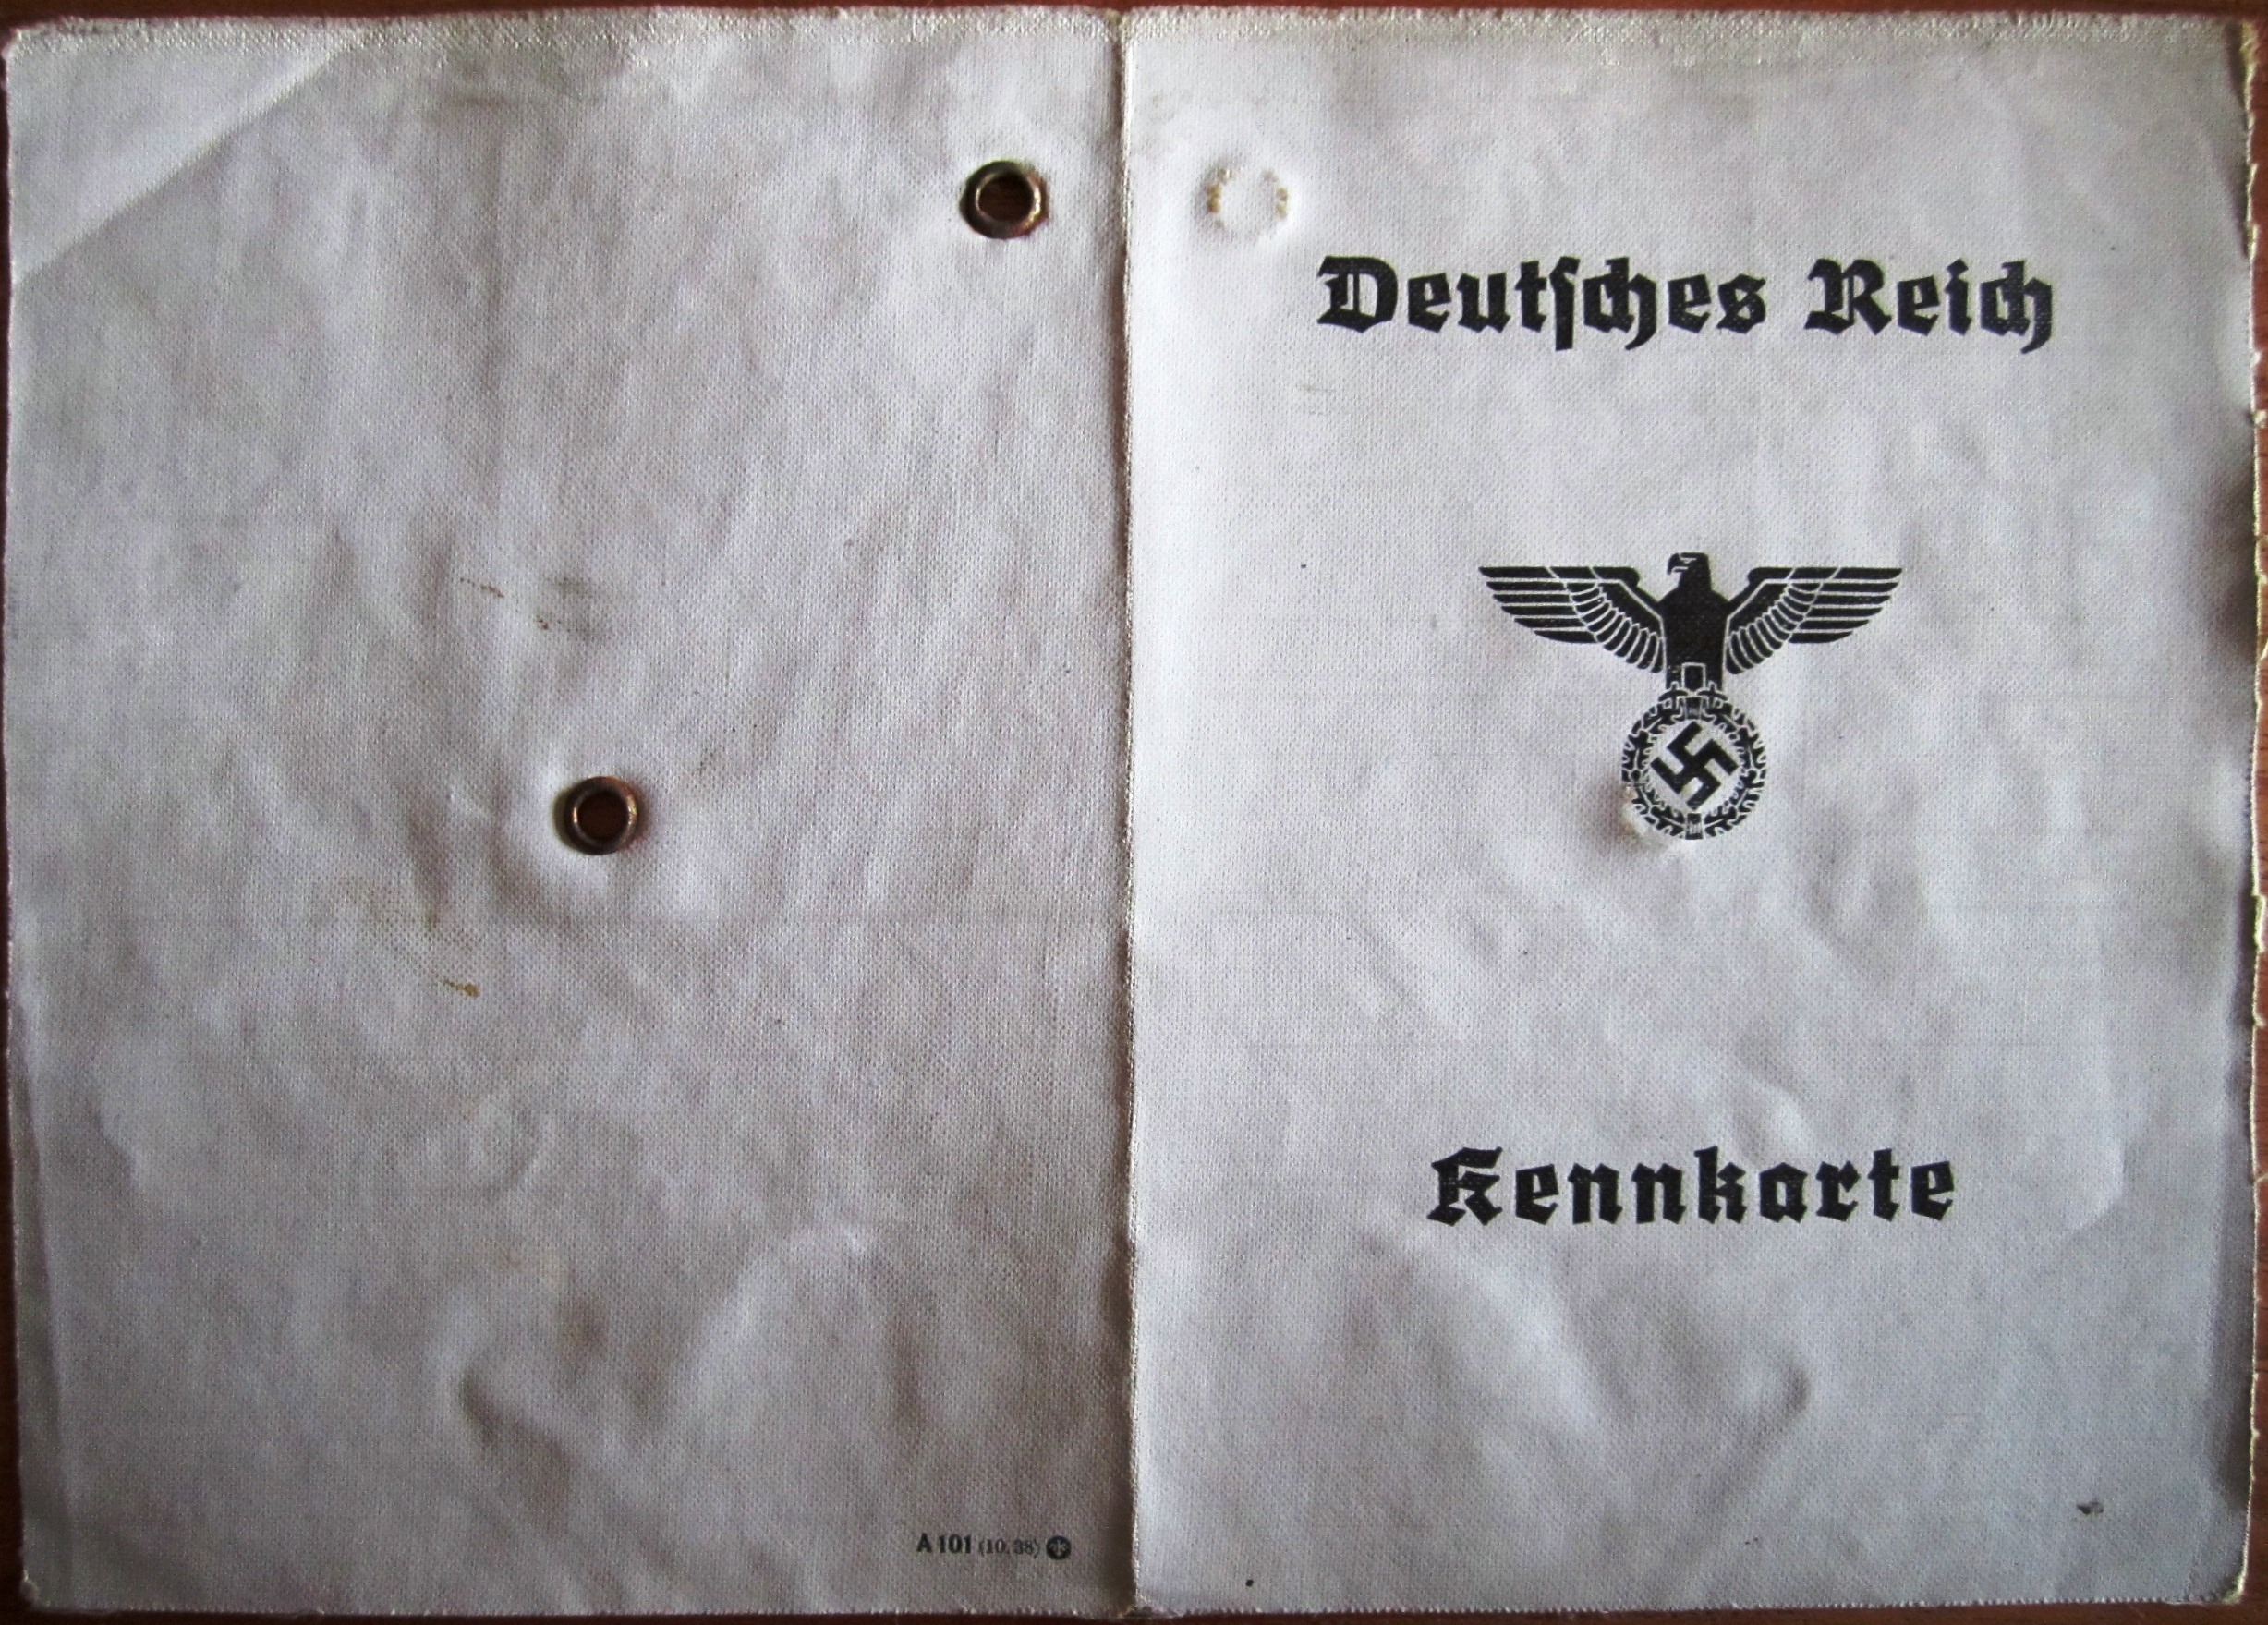 A 101 (10. 38)
Deutſches Reich
Kennkarte